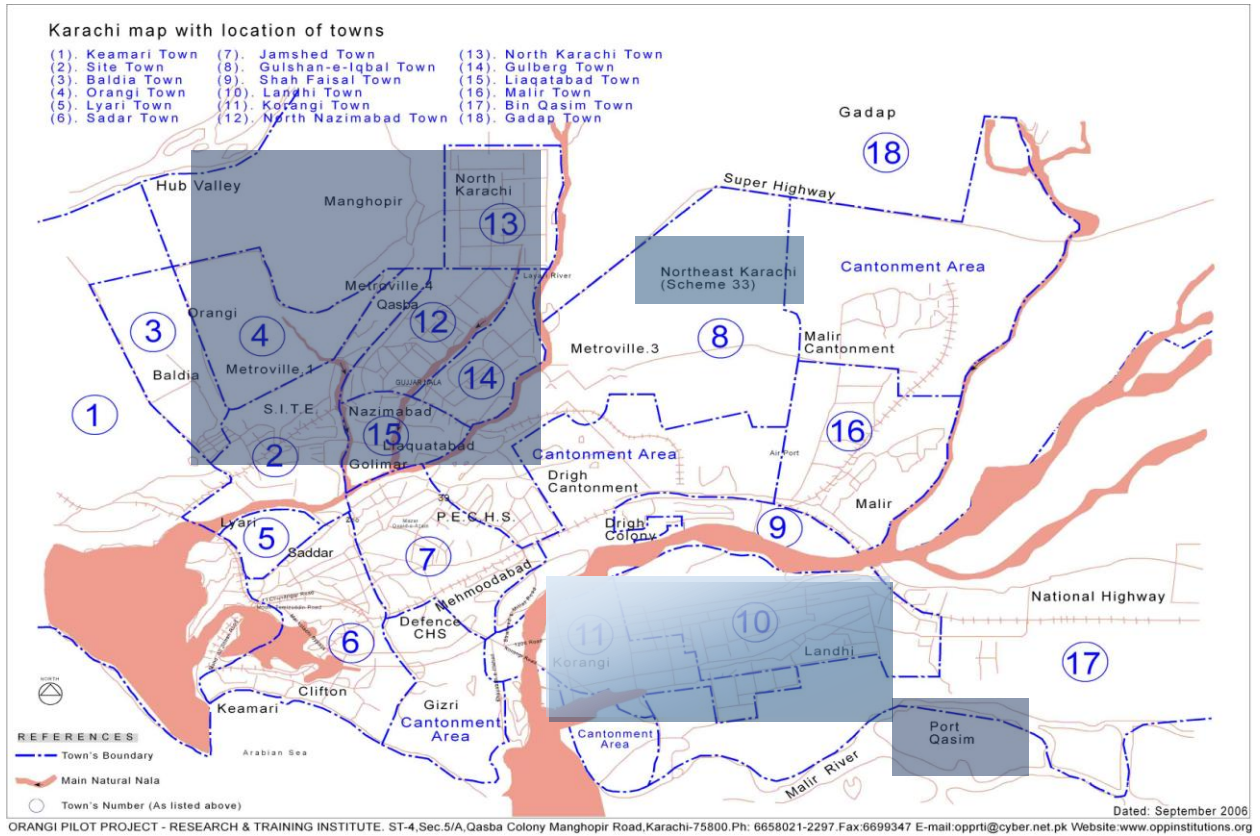 Karachi map with location of towns
(1). Keamari Town (7). Jamshed Town (13). North Karachi Town
(2). Site Town (8). Gulshan-e-Iqbal Town (14). Gulberg Town
(3). Baldia Town (9). Shah Faisal Town (15). Liaqatabad Town
(4). Orangi Town (10). Landhi Town (16). Malir Town
(5). Lyari Town (11). Korangi Town (17). Bin Qasim Town
(6). Sadar Town (12). North Nazimabad Town (18). Gadap Town
Gadap
18
Hub Valley
North
Karachi
Super Highway
Manghopir
13
Northeast Karachi
(Scheme 33)
Cantonment Area
Metroville.4
Qasba
Orangi
12
3
4
8
Malir
Cantonment
Metroville.3
Baldia
Metroville.1
GUJJAR NALA
14
1
S.I.T.E.
Nazimabad
15
Liaquatabad
16
2
Golimar
Cantonment Area
Air Port
Drigh
Cantonment
39
Malir
P.E.C.H.S.
Lyari
5
Drigh
Colony
9
Saddar
7
Mehmoodabad
National Highway
Defence
CHS
11
10
6
Korangi
Landhi
17
Clifton
Keamari
Gizri
Cantonment
Area
Cantonment
Area
Port
Qasim
Malir River
NORTH
REFERENCES
Town's Boundary
Arabian Sea
Main Natural Nala
Town's Number (As listed above)
Dated: September 2006
ORANGI PILOT PROJECT - RESEARCH & TRAINING INSTITUTE. ST-4,Sec.5/A,Qasba Colony Manghopir Road,Karachi-75800.Ph: 6658021-2297.Fax:6699347 E-mail:opprti@cyber.net.pk Website:www.oppinstitutions.org